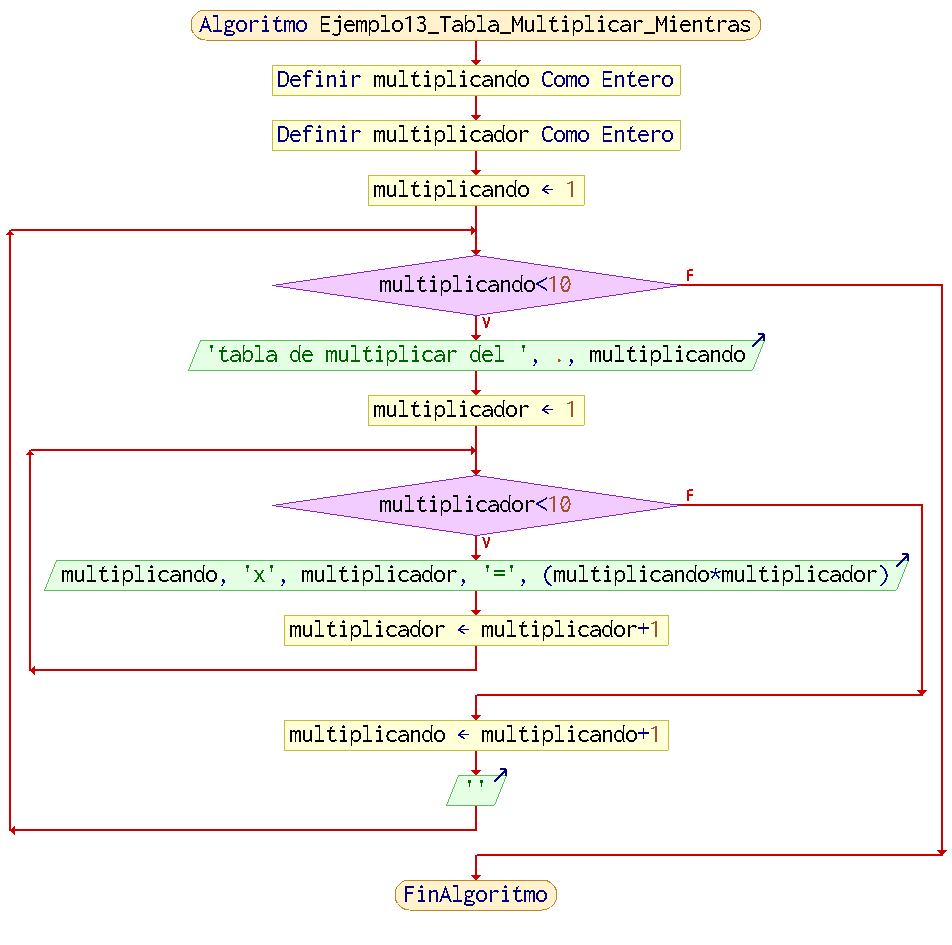 Algoritmo Ejemplo13_Tabla_Multiplicar_Mientras
Definir multiplicando Como Entero
Definir multiplicador Como Entero
multiplicando ← 1
multiplicando<10
F
V
'tabla de multiplicar del ', ., multiplicando
multiplicador ← 1
multiplicador<10
F
V
multiplicando, 'x', multiplicador, '=', (multiplicando*multiplicador)
multiplicador ← multiplicador+1
multiplicando ← multiplicando+1
''
FinAlgoritmo